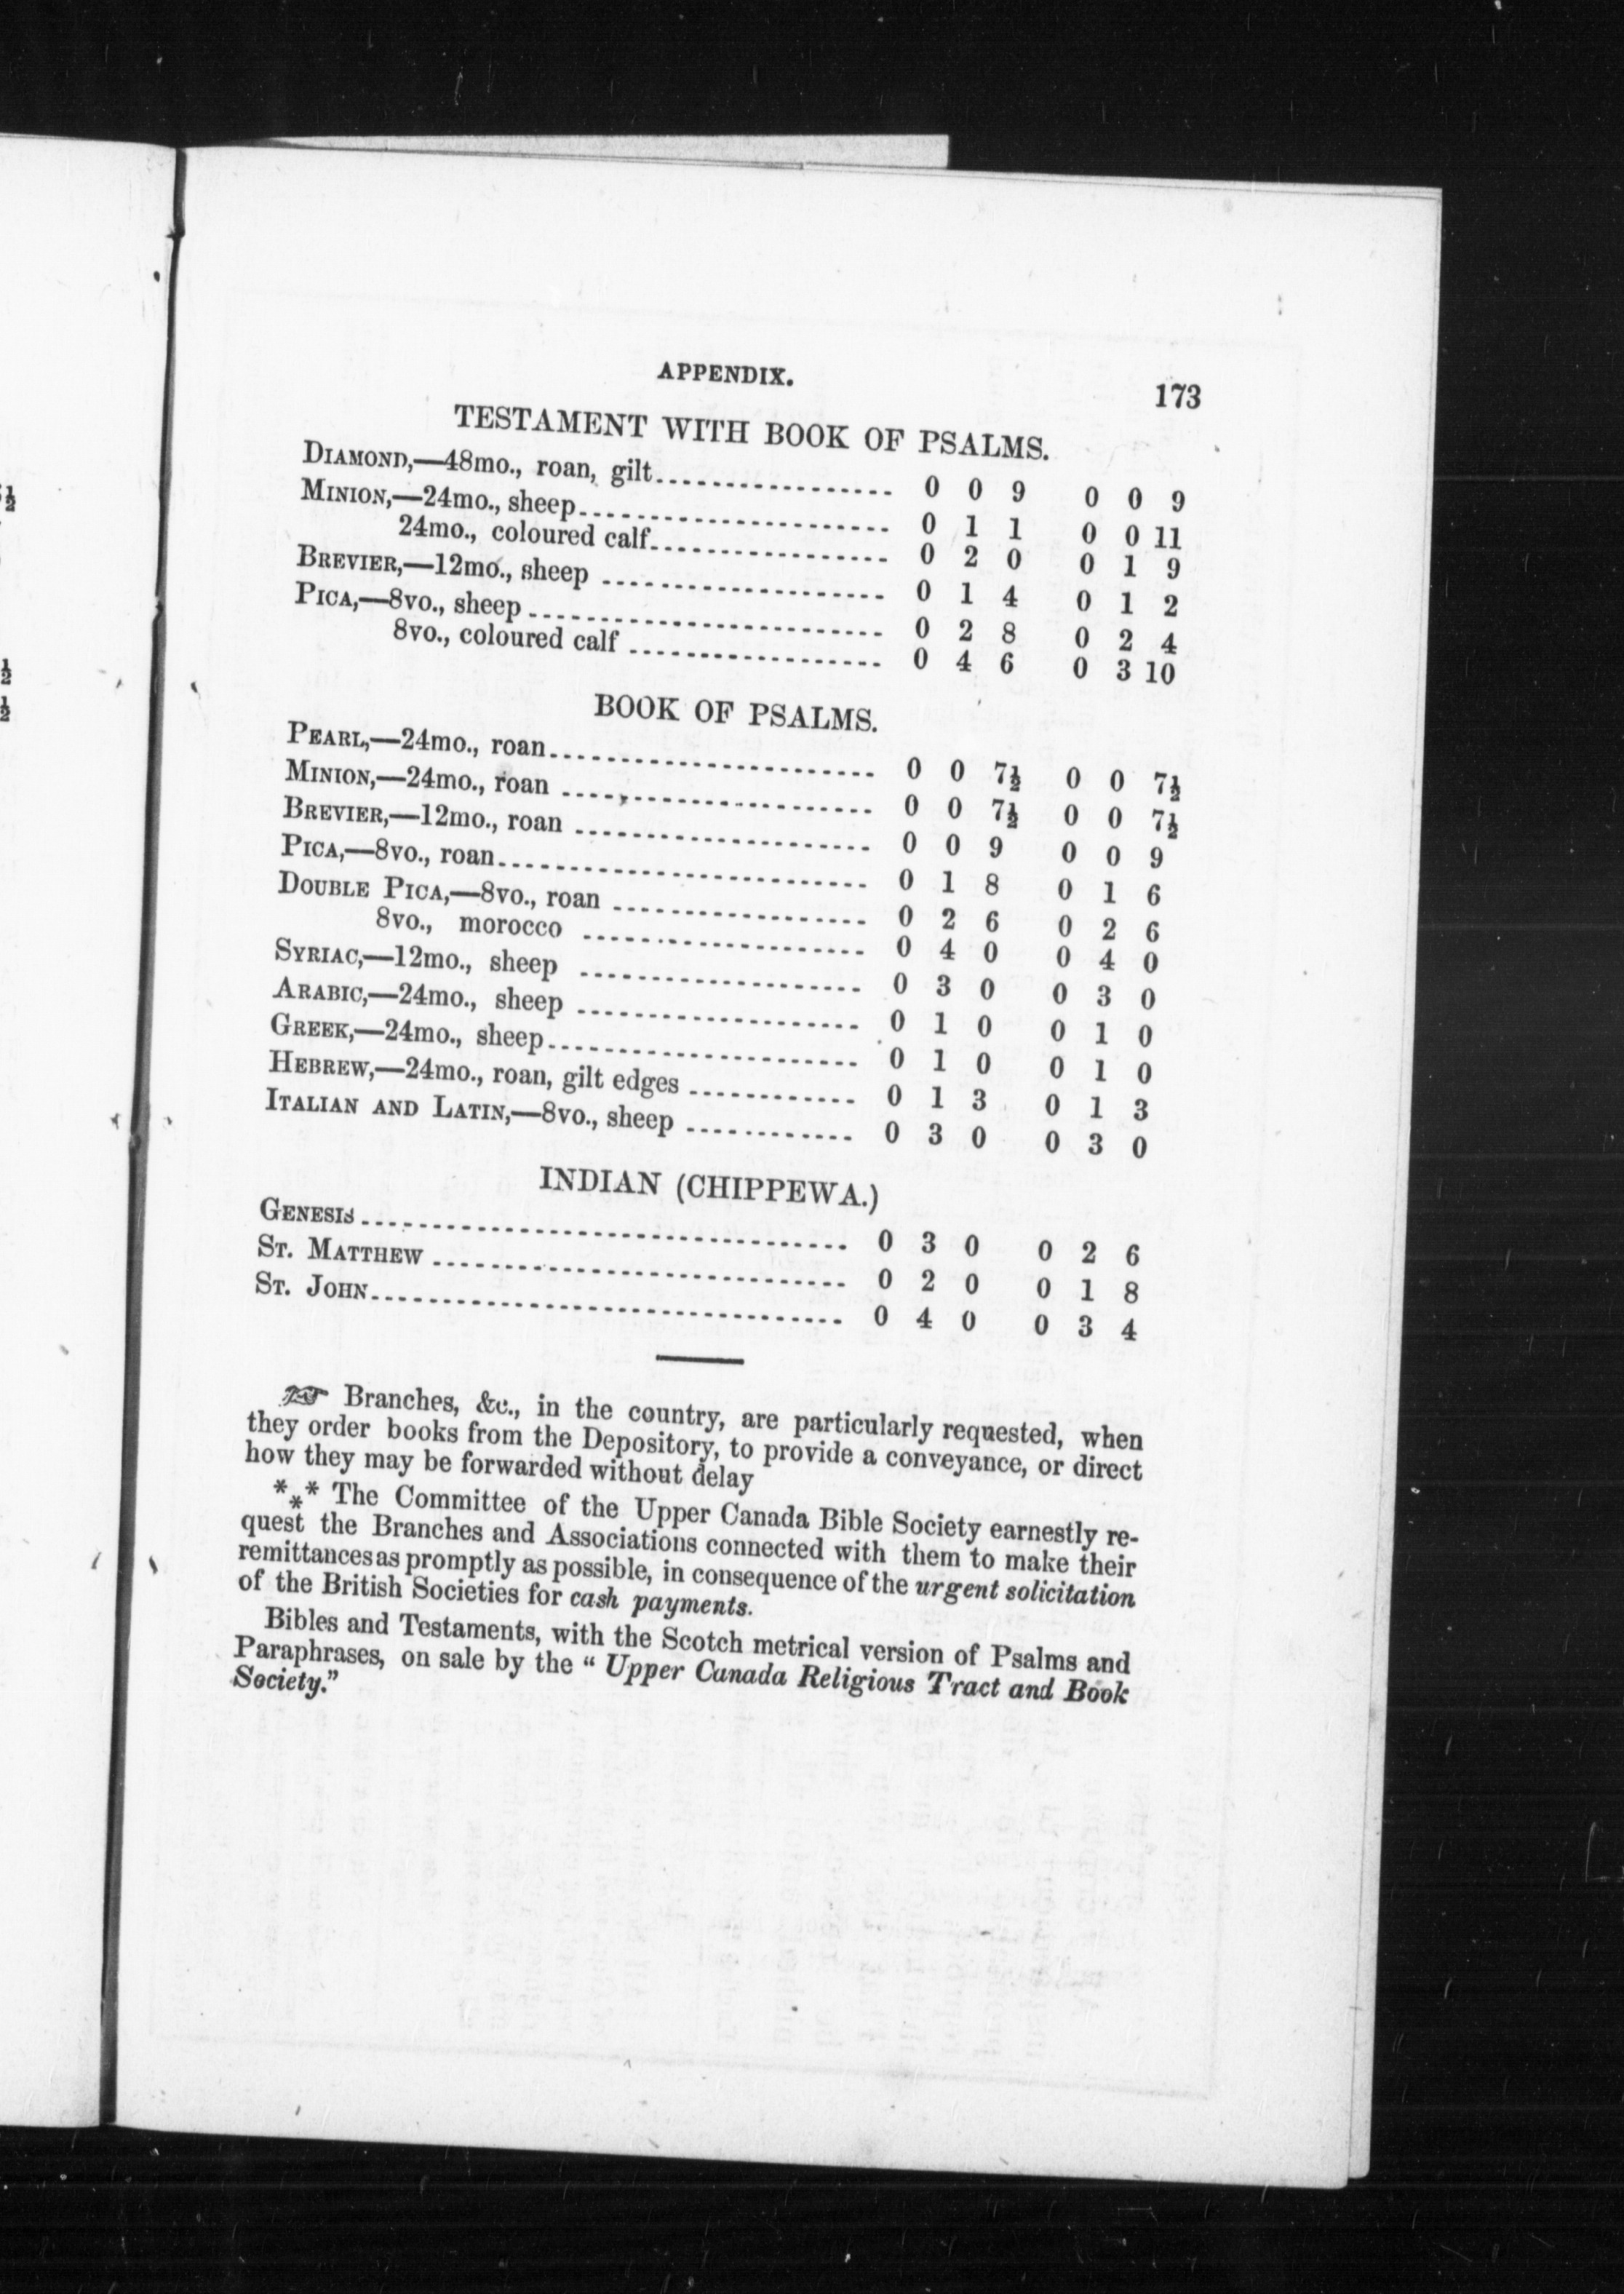 ½
½
½
APPENDIX. 173
TESTAMENT WITH BOOK OF PSALMS.
DIAMOND,—48mo., roan, gilt 0 0 9 0 0 9
MINION,—24mo., sheep 0 1 1 0 0 11
24mo., coloured calf 0 2 0 0 1 9
BREVIER,—12mo., sheep 0 1 4 0 1 2
PICA,—8vo., sheep 0 2 8 0 2 4
8vo., coloured calf 0 4 6 0 3 10
BOOK OF PSALMS.
PEARL,—24mo., roan 0 0 7½ 0 0 7½
MINION,—24mo., roan 0 0 7½ 0 0 7½
BREVIER,—12mo., roan 0 0 9 0 0 9
PICA,—8vo., roan 0 1 8 0 1 6
DOUBLE PICA,—8vo., roan 0 2 6 0 2 6
8vo., morocco 0 4 0 0 4 0
SYRIAC,—12mo., sheep 0 3 0 0 3 0
ARABIC,—24mo., sheep 0 1 0 0 1 0
GREEK,—24mo., sheep 0 1 0 0 1 0
HEBREW,—24mo., roan, gilt edges 0 1 3 0 1 3
ITALIAN AND LATIN,—8vo., sheep 0 3 0 0 3 0
INDIAN (CHIPPEWA.)
GENESIS 0 3 0 0 2 6
ST. MATTHEW 0 2 0 0 1 8
ST. JOHN 0 4 0 0 3 4
☞ Branches, &c., in the country, are particularly requested, when
they order books from the Depository, to provide a conveyance, or direct
how they may be forwarded without delay
*** The Committee of the Upper Canada Bible Society earnestly re-
quest the Branches and Associations connected with them to make their
remittances as promptly as possible, in consequence of the urgent solicitation
of the British Societies for cash payments.
Bibles and Testaments, with the Scotch metrical version of Psalms and
Paraphrases, on sale by the "Upper Canada Religious Tract and Book
Society."